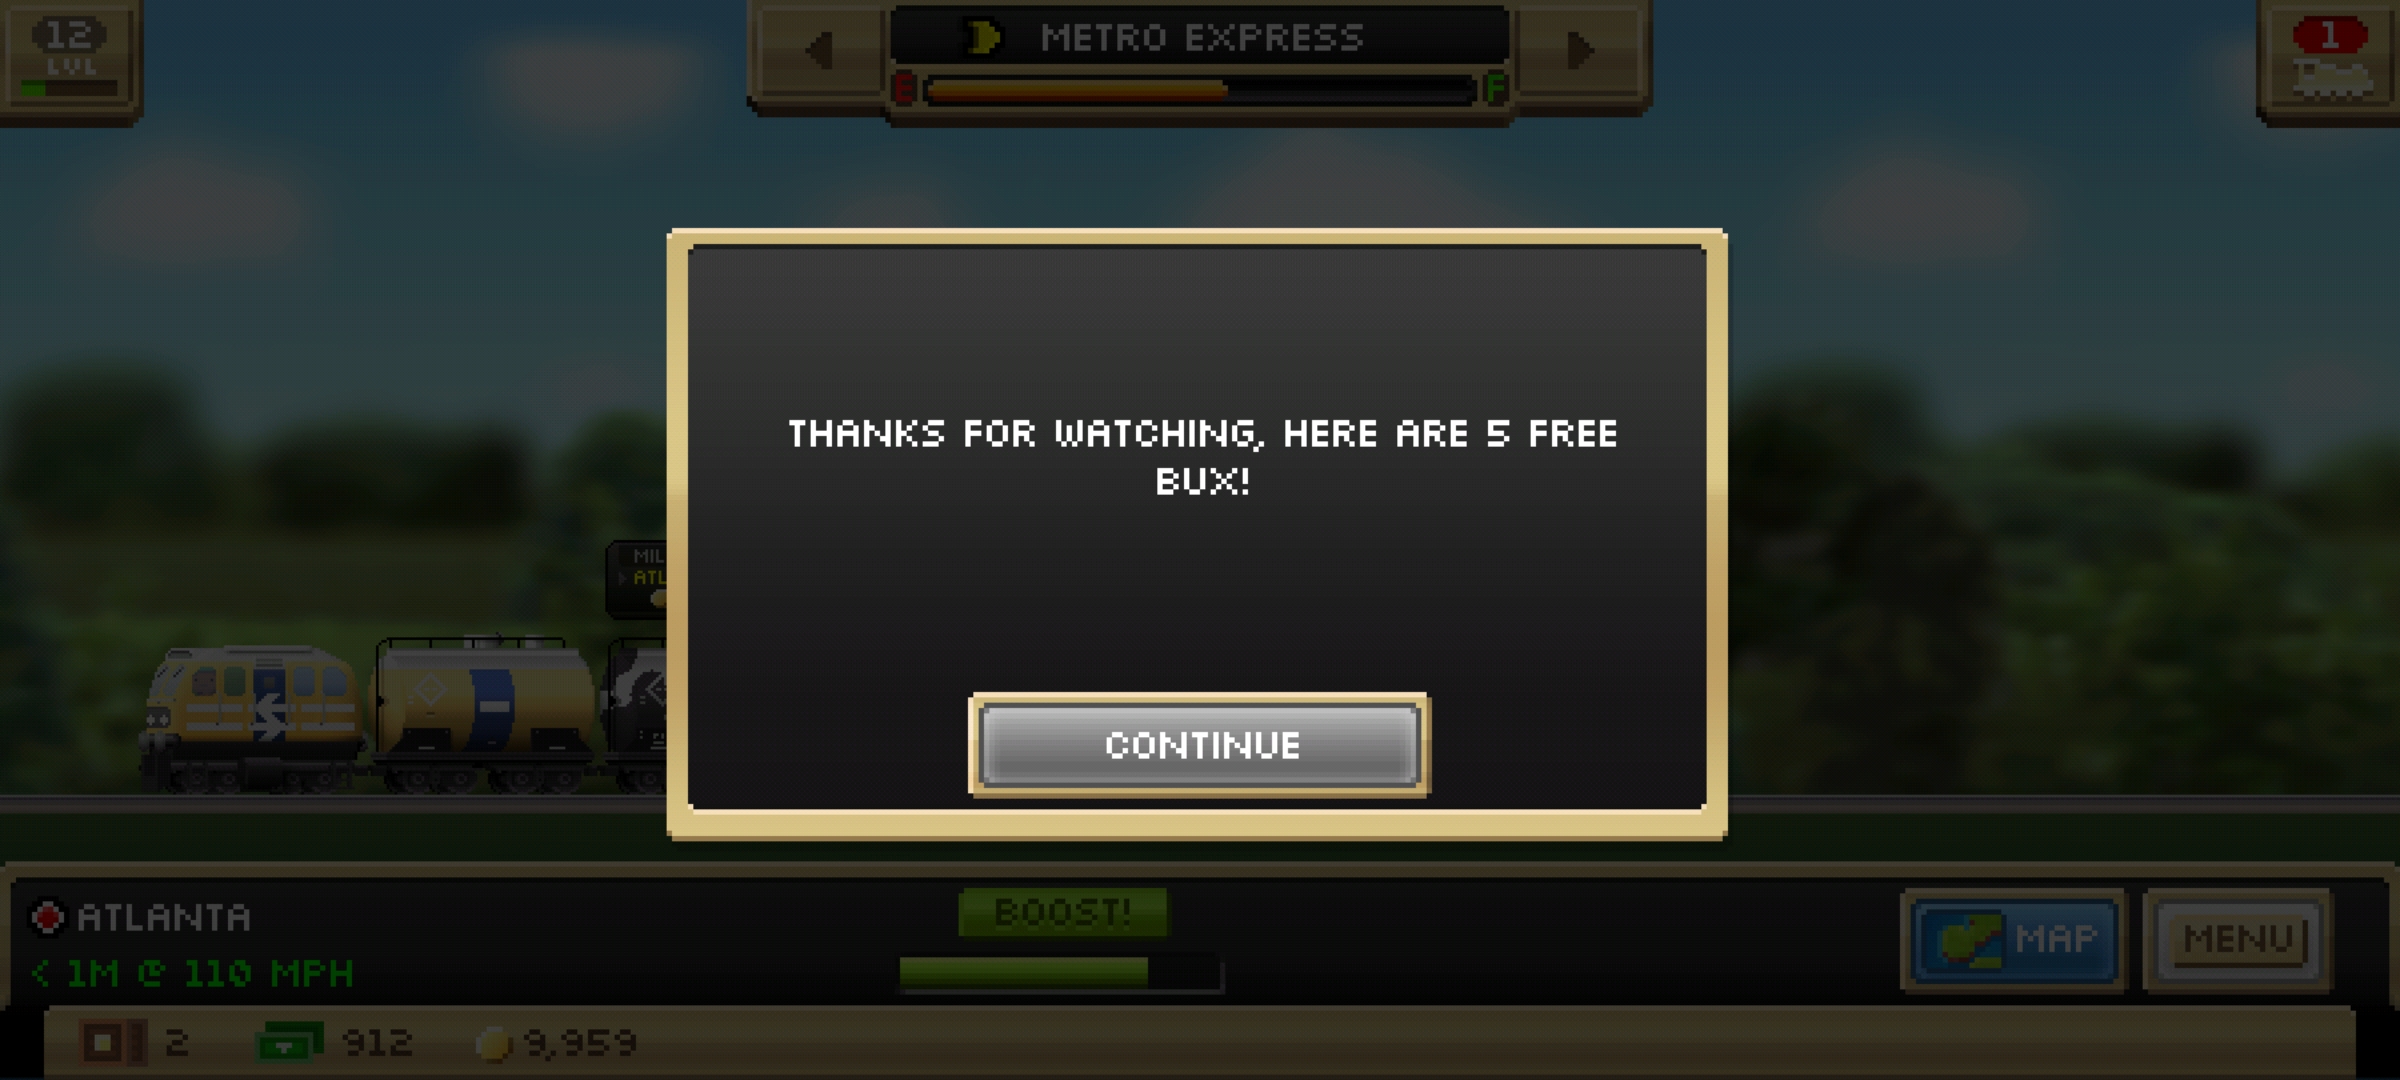 12
LVL
METRO EXPRESS
E
F
1
THANKS FOR WATCHING, HERE ARE 5 FREE
BUX!
CONTINUE
ATLANTA
< 1M @ 110 MPH
BOOST!
MAP
MENU
2
912
9,959